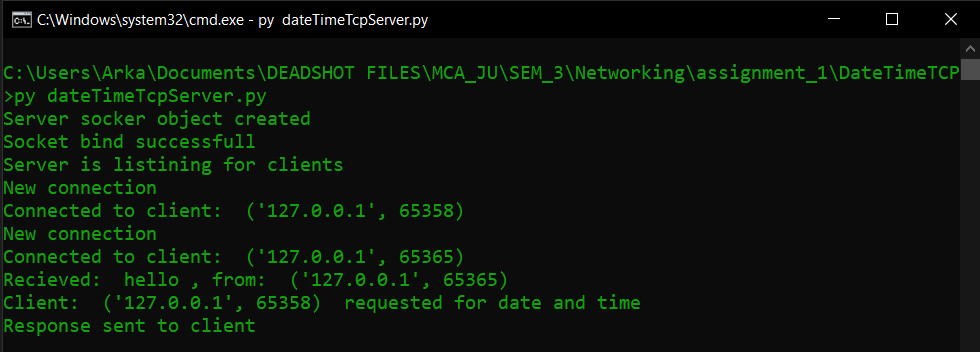 C:\Windows\system32\cmd.exe - py  dateTimeTcpServer.py
C:\Users\Arka\Documents\DEADSHOT FILES\MCA_JU\SEM_3\Networking\assignment_1\DateTimeTCP
>py dateTimeTcpServer.py
Server socker object created
Socket bind successfull
Server is listining for clients
New connection
Connected to client:  ('127.0.0.1', 65358)
New connection
Connected to client:  ('127.0.0.1', 65365)
Recieved:  hello , from:  ('127.0.0.1', 65365)
Client:  ('127.0.0.1', 65358)  requested for date and time
Response sent to client